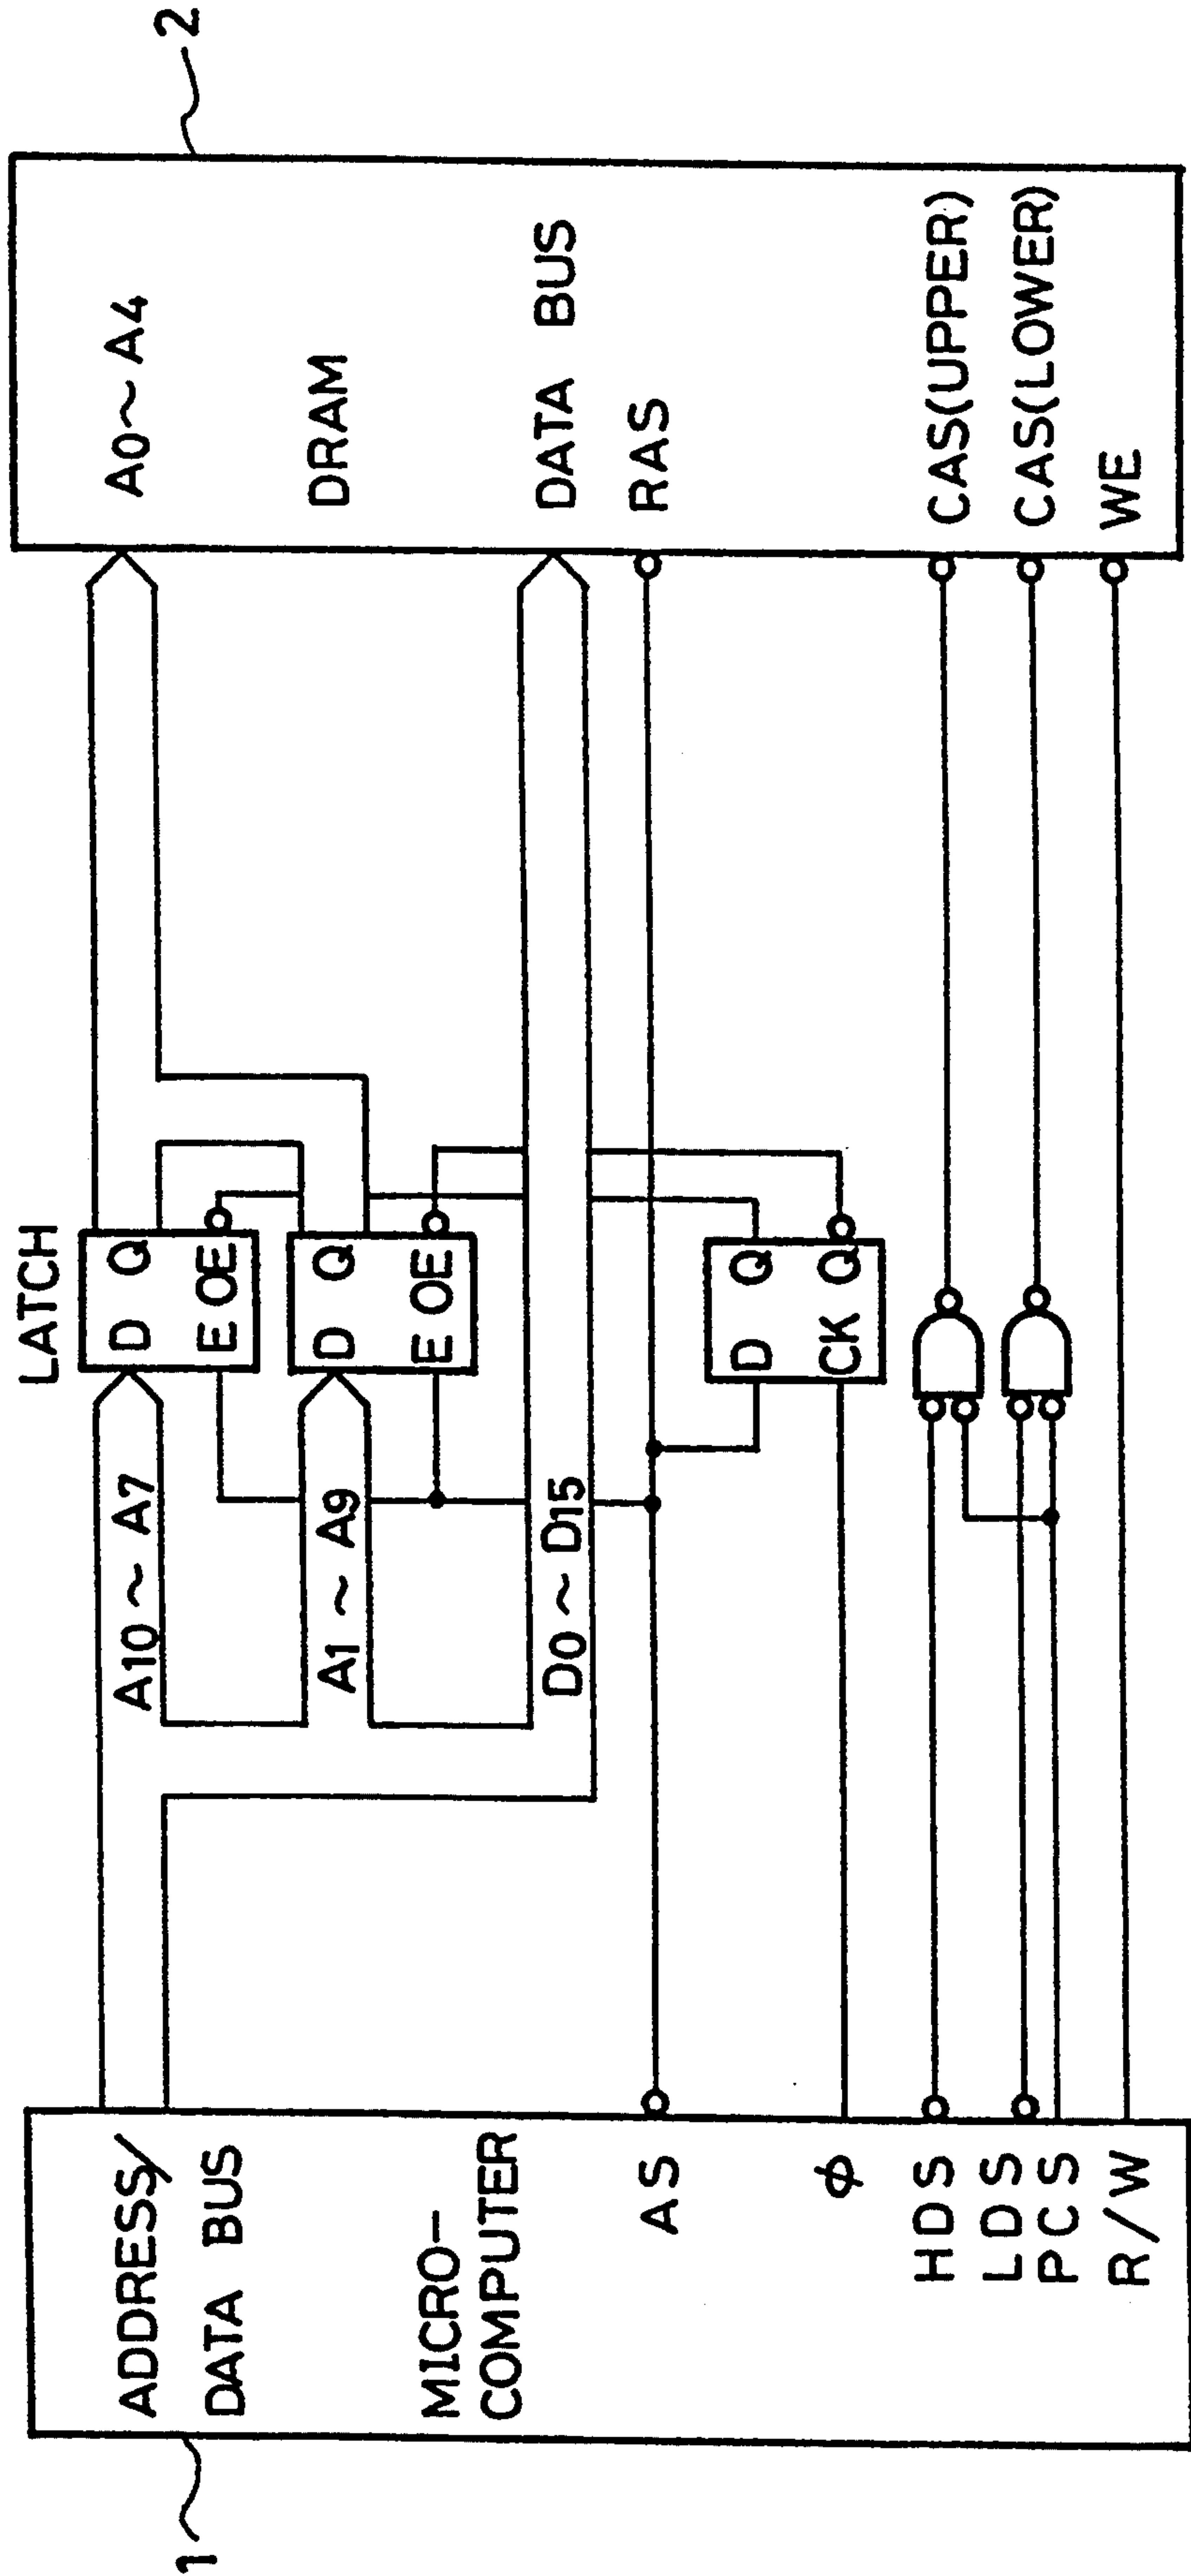 1
ADDRESS/
DATA BUS
MICRO-
COMPUTER
AS
ϕ
HDS
LDS
PCS
R/W
A10 ~ A7
A1 ~ A9
D0 ~ D15
LATCH
D Q
E OE
D Q
E OE
D Q
CK Q
2
A0 ~ A4
DRAM
DATA BUS
RAS
CAS(UPPER)
CAS(LOWER)
WE